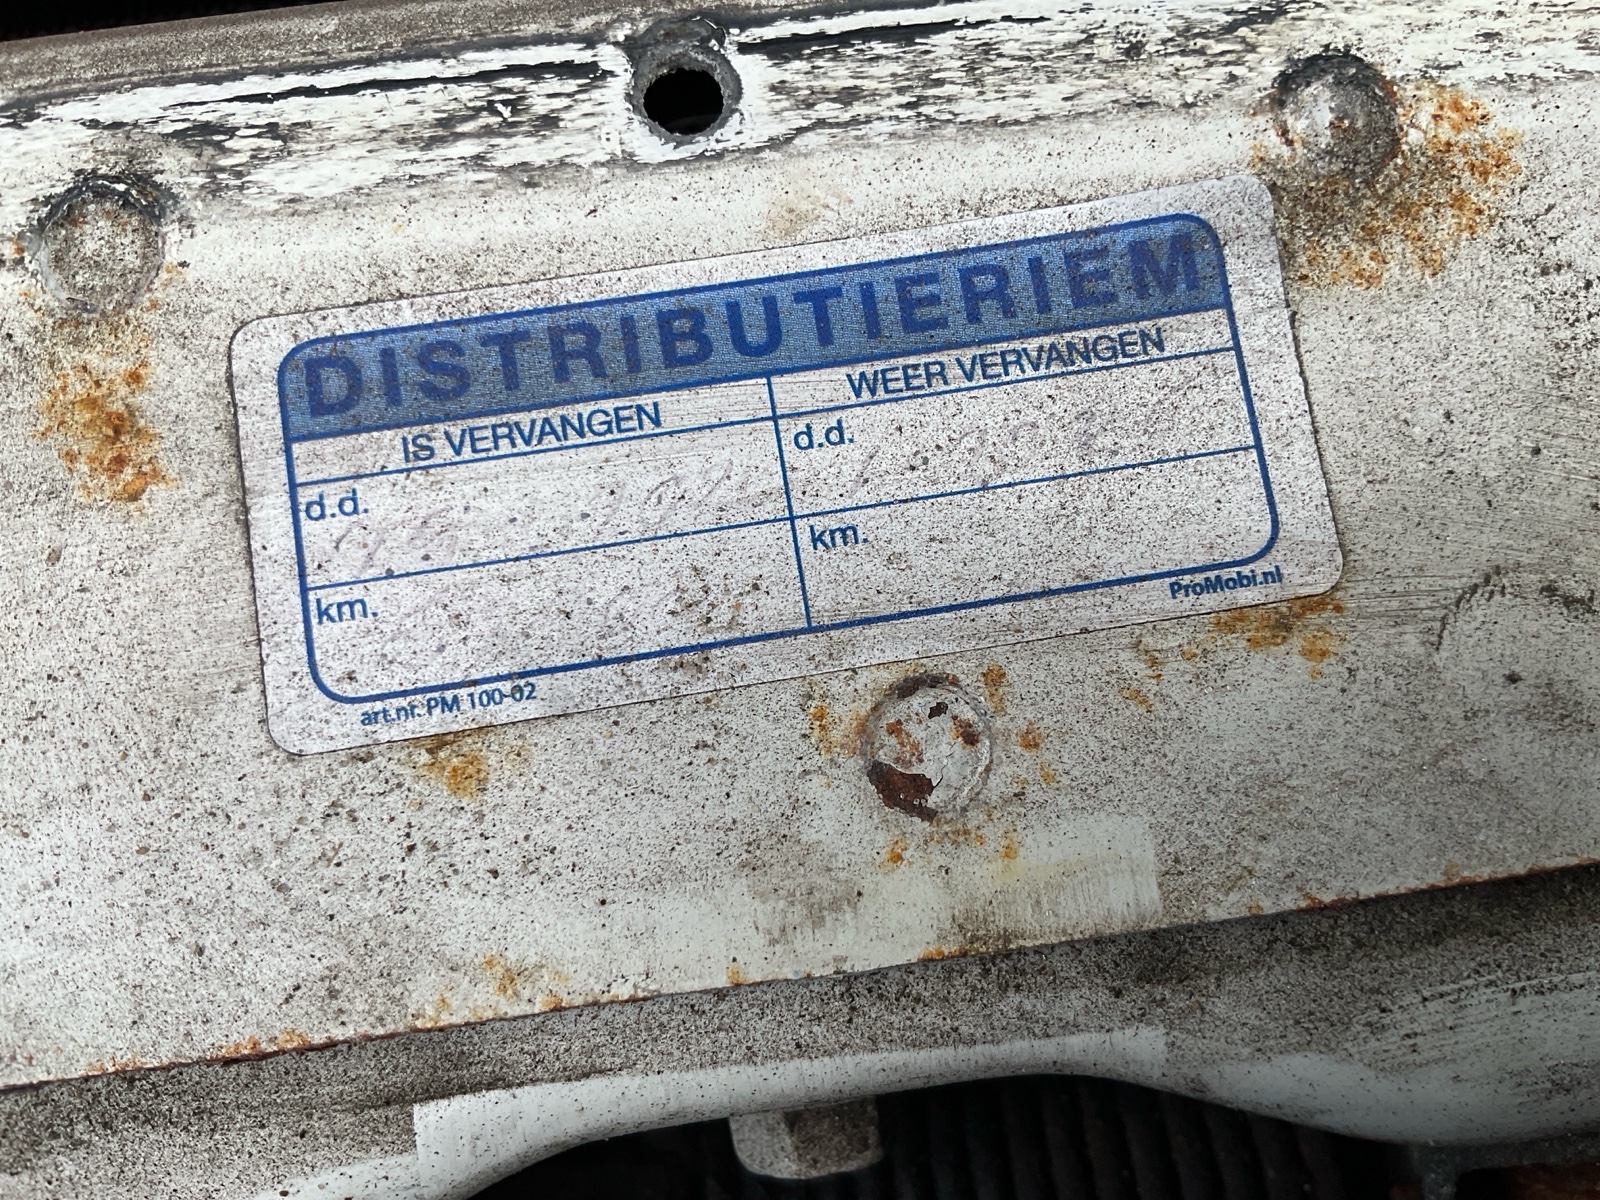 DISTRIBUTIERIEM
IS VERVANGEN
WEER VERVANGEN
d.d.
d.d.
km.
km.
art.nr. PM 100-02
ProMobi.nl